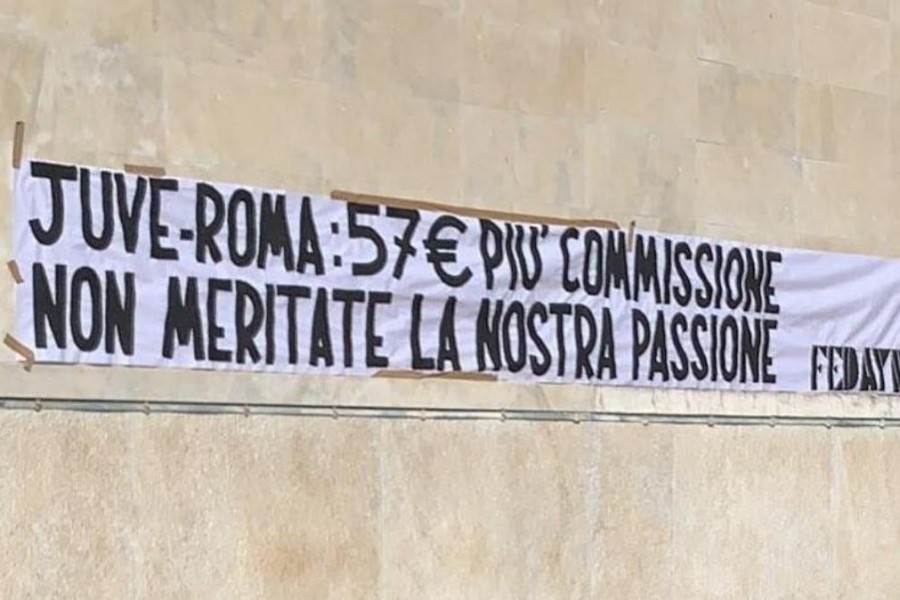 JUVE-ROMA: 57€ PIU' COMMISSIONE
NON MERITATE LA NOSTRA PASSIONE